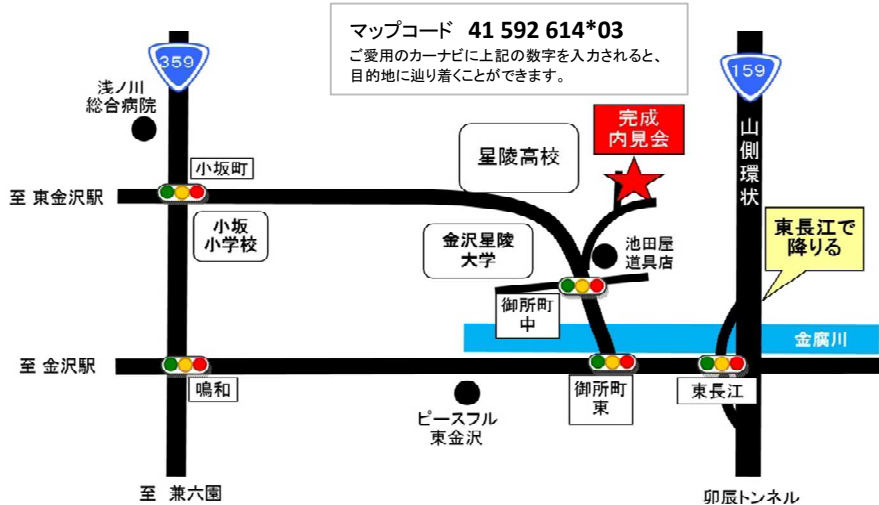 マップコード 41 592 614*03
ご愛用のカーナビに上記の数字を入力されると、
目的地に辿り着くことができます。
359
159
浅ノ川
総合病院
完成
内見会
星陵高校
山側環状
小坂町
至 東金沢駅
小坂
小学校
金沢星陵
大学
池田屋
道具店
東長江で
降りる
御所町
中
金腐川
至 金沢駅
鳴和
御所町
東
東長江
ピースフル
東金沢
至 兼六園
卯辰トンネル